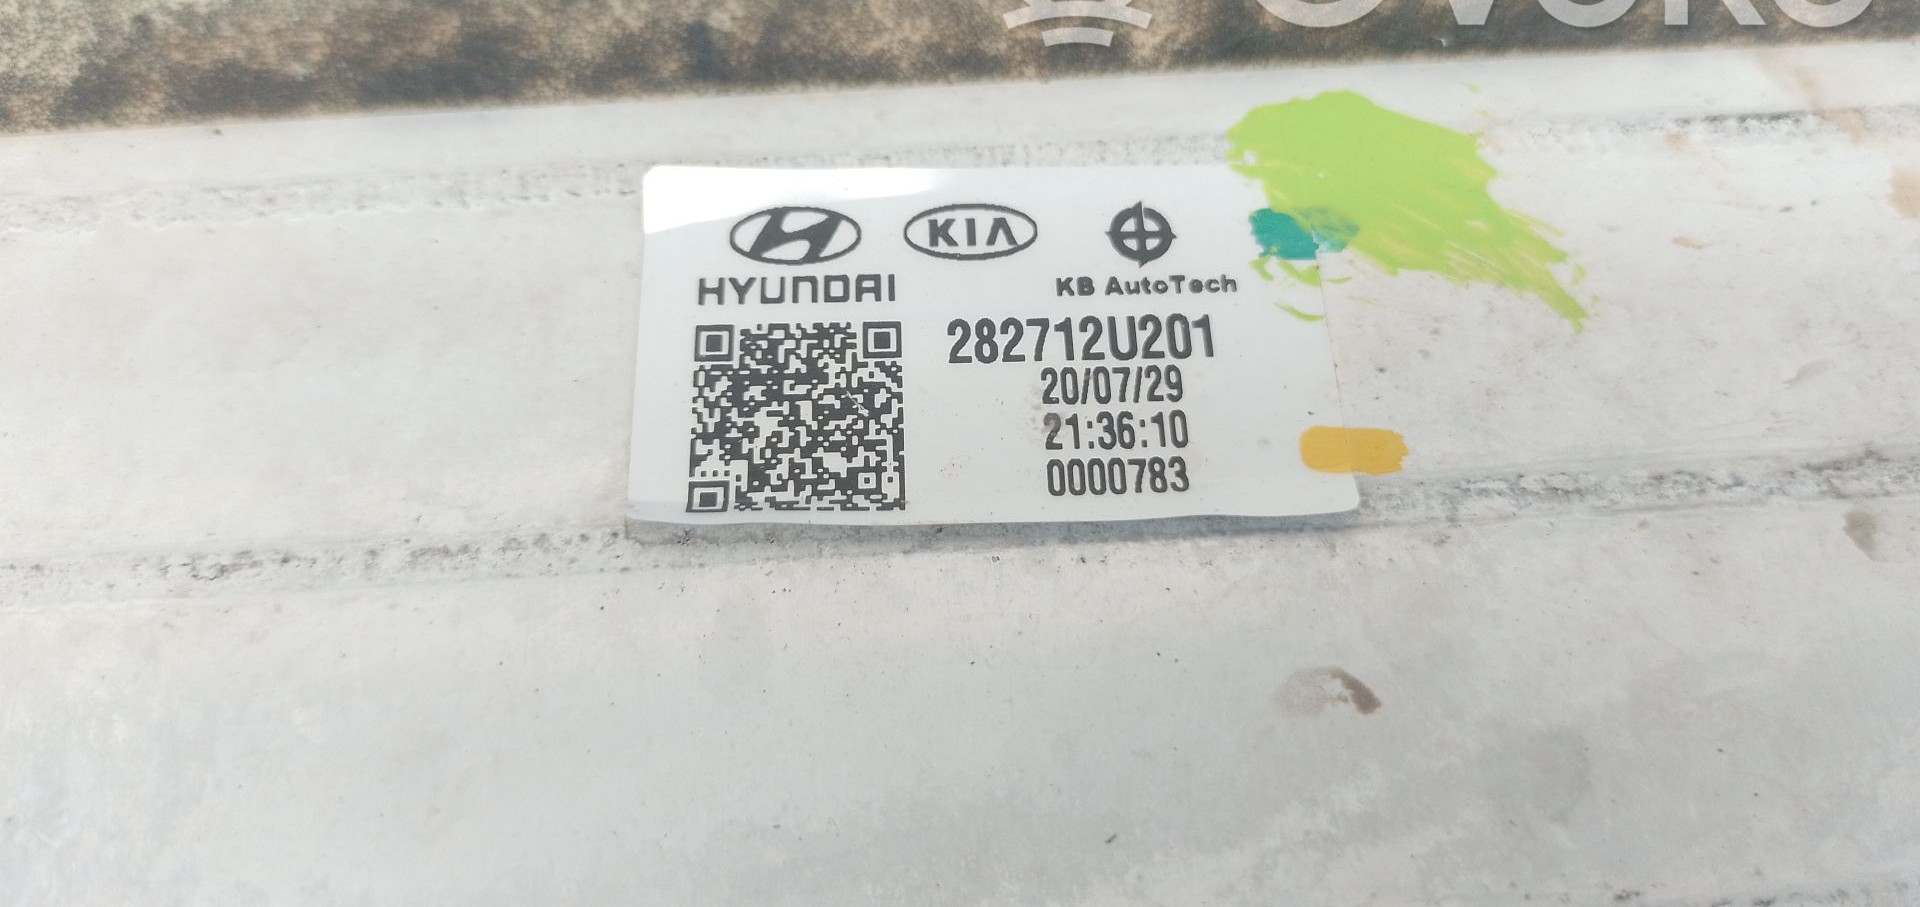 HYUNDAI
KIA
KB AutoTech
282712U201
20/07/29
21:36:10
0000783